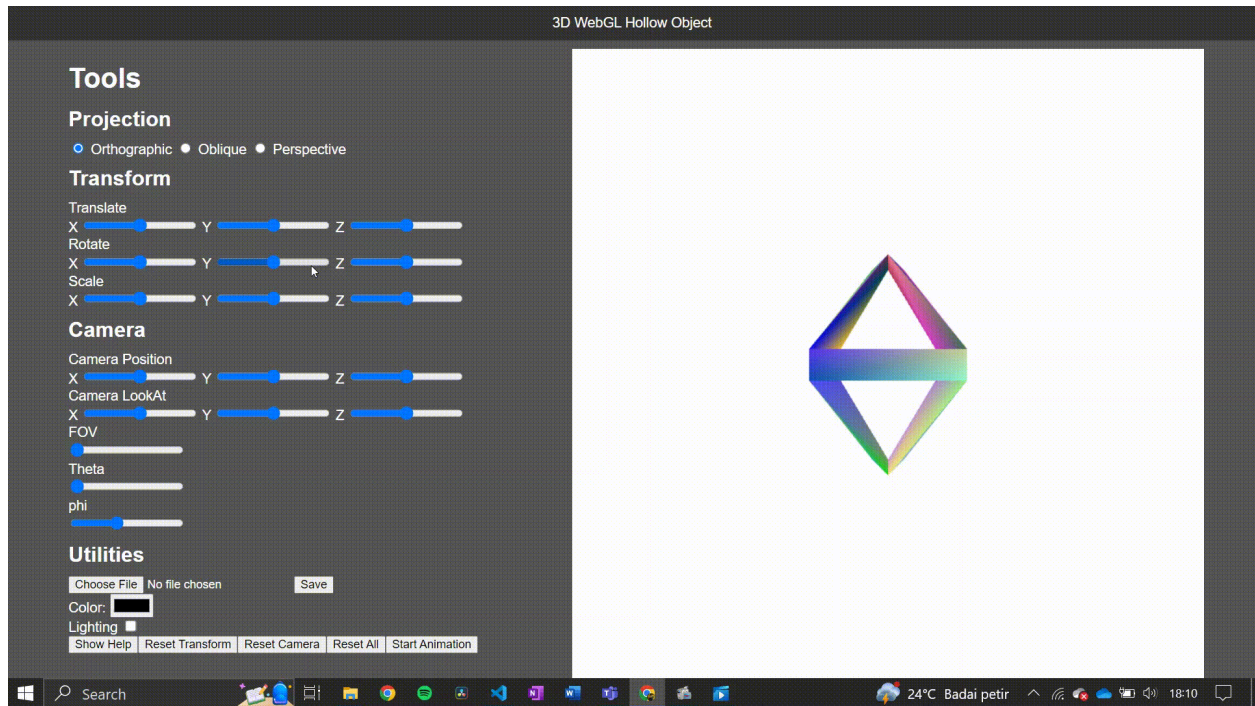 3D WebGL Hollow Object
Tools
Projection
Orthographic Oblique Perspective
Transform
Translate
X Y Z
Rotate
X Y Z
Scale
X Y Z
Camera
Camera Position
X Y Z
Camera LookAt
X Y Z
FOV
Theta
phi
Utilities
Choose File No file chosen Save
Color:
Lighting
Show Help Reset Transform Reset Camera Reset All Start Animation
Search 24°C Badai petir 18:10